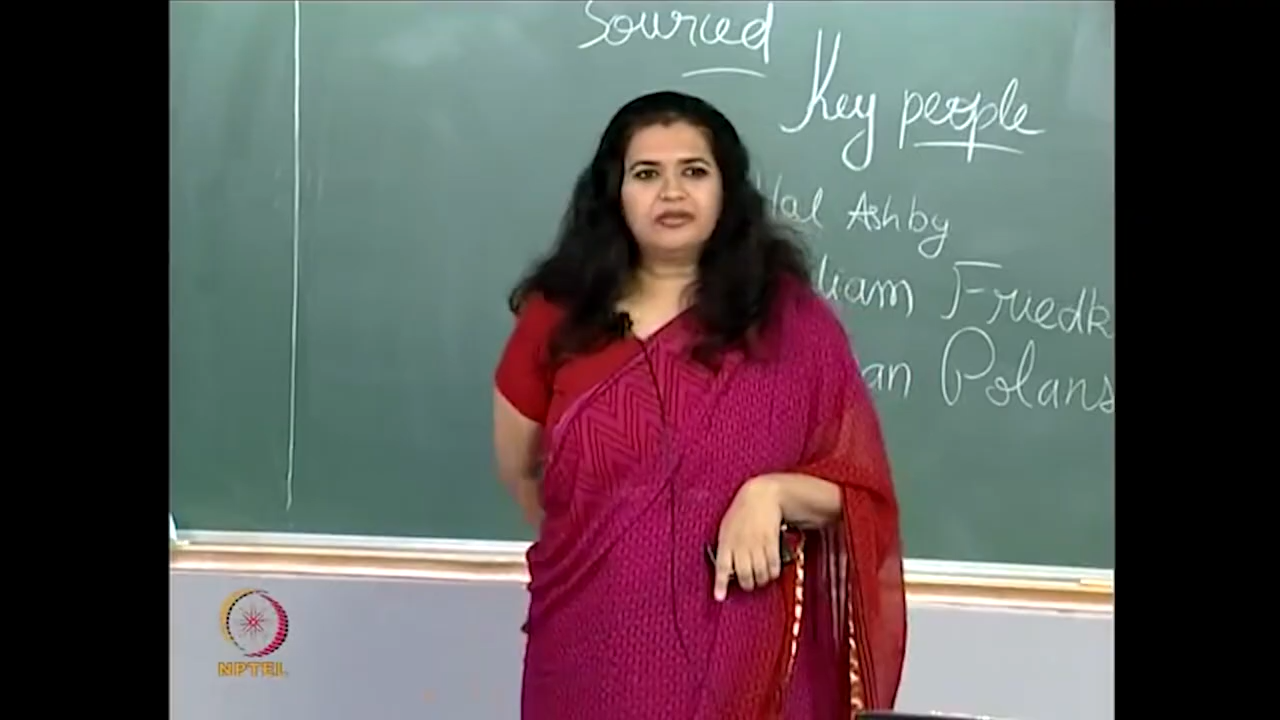 Sourced
Key people
Hal Ashby
liam Friedk
an Polans
NPTEL